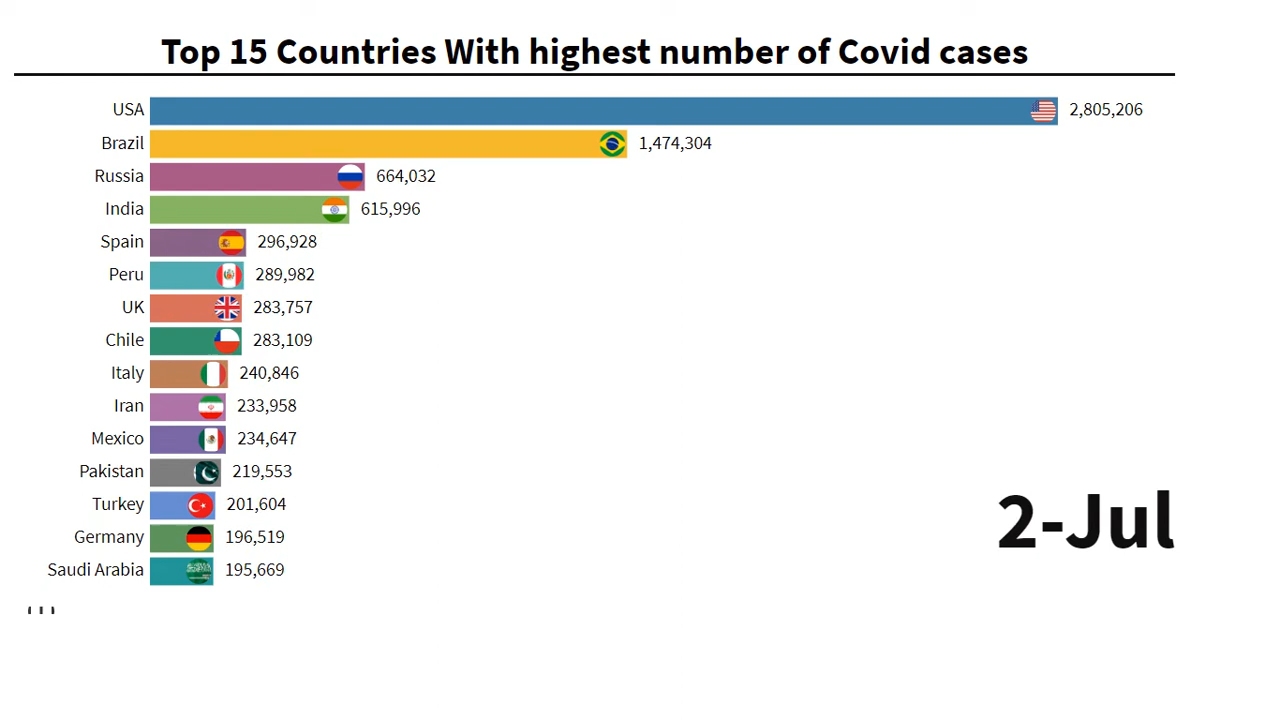 Top 15 Countries With highest number of Covid cases
USA 2,805,206
Brazil 1,474,304
Russia 664,032
India 615,996
Spain 296,928
Peru 289,982
UK 283,757
Chile 283,109
Italy 240,846
Iran 233,958
Mexico 234,647
Pakistan 219,553
Turkey 201,604
Germany 196,519
Saudi Arabia 195,669
2-Jul